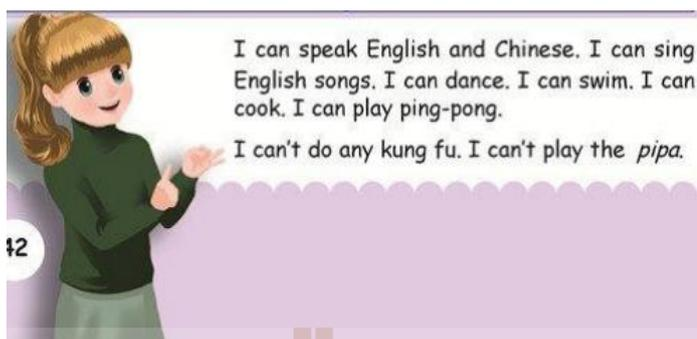 I can speak English and Chinese. I can sing
English songs. I can dance. I can swim. I can
cook. I can play ping-pong.
I can't do any kung fu. I can't play the pipa.
42